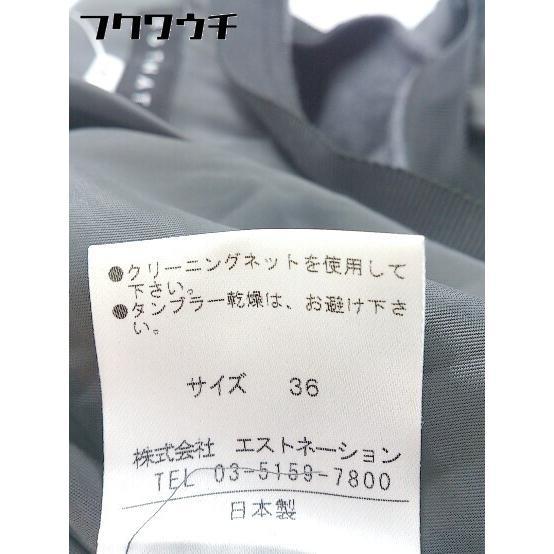 フクワウチ
●クリーニングネットを使用して
下さい。
●タンブラー乾燥は、お避け下さ
い。
サイズ 36
株式会社 エストネーション
TEL 03-5159-7800
日本製